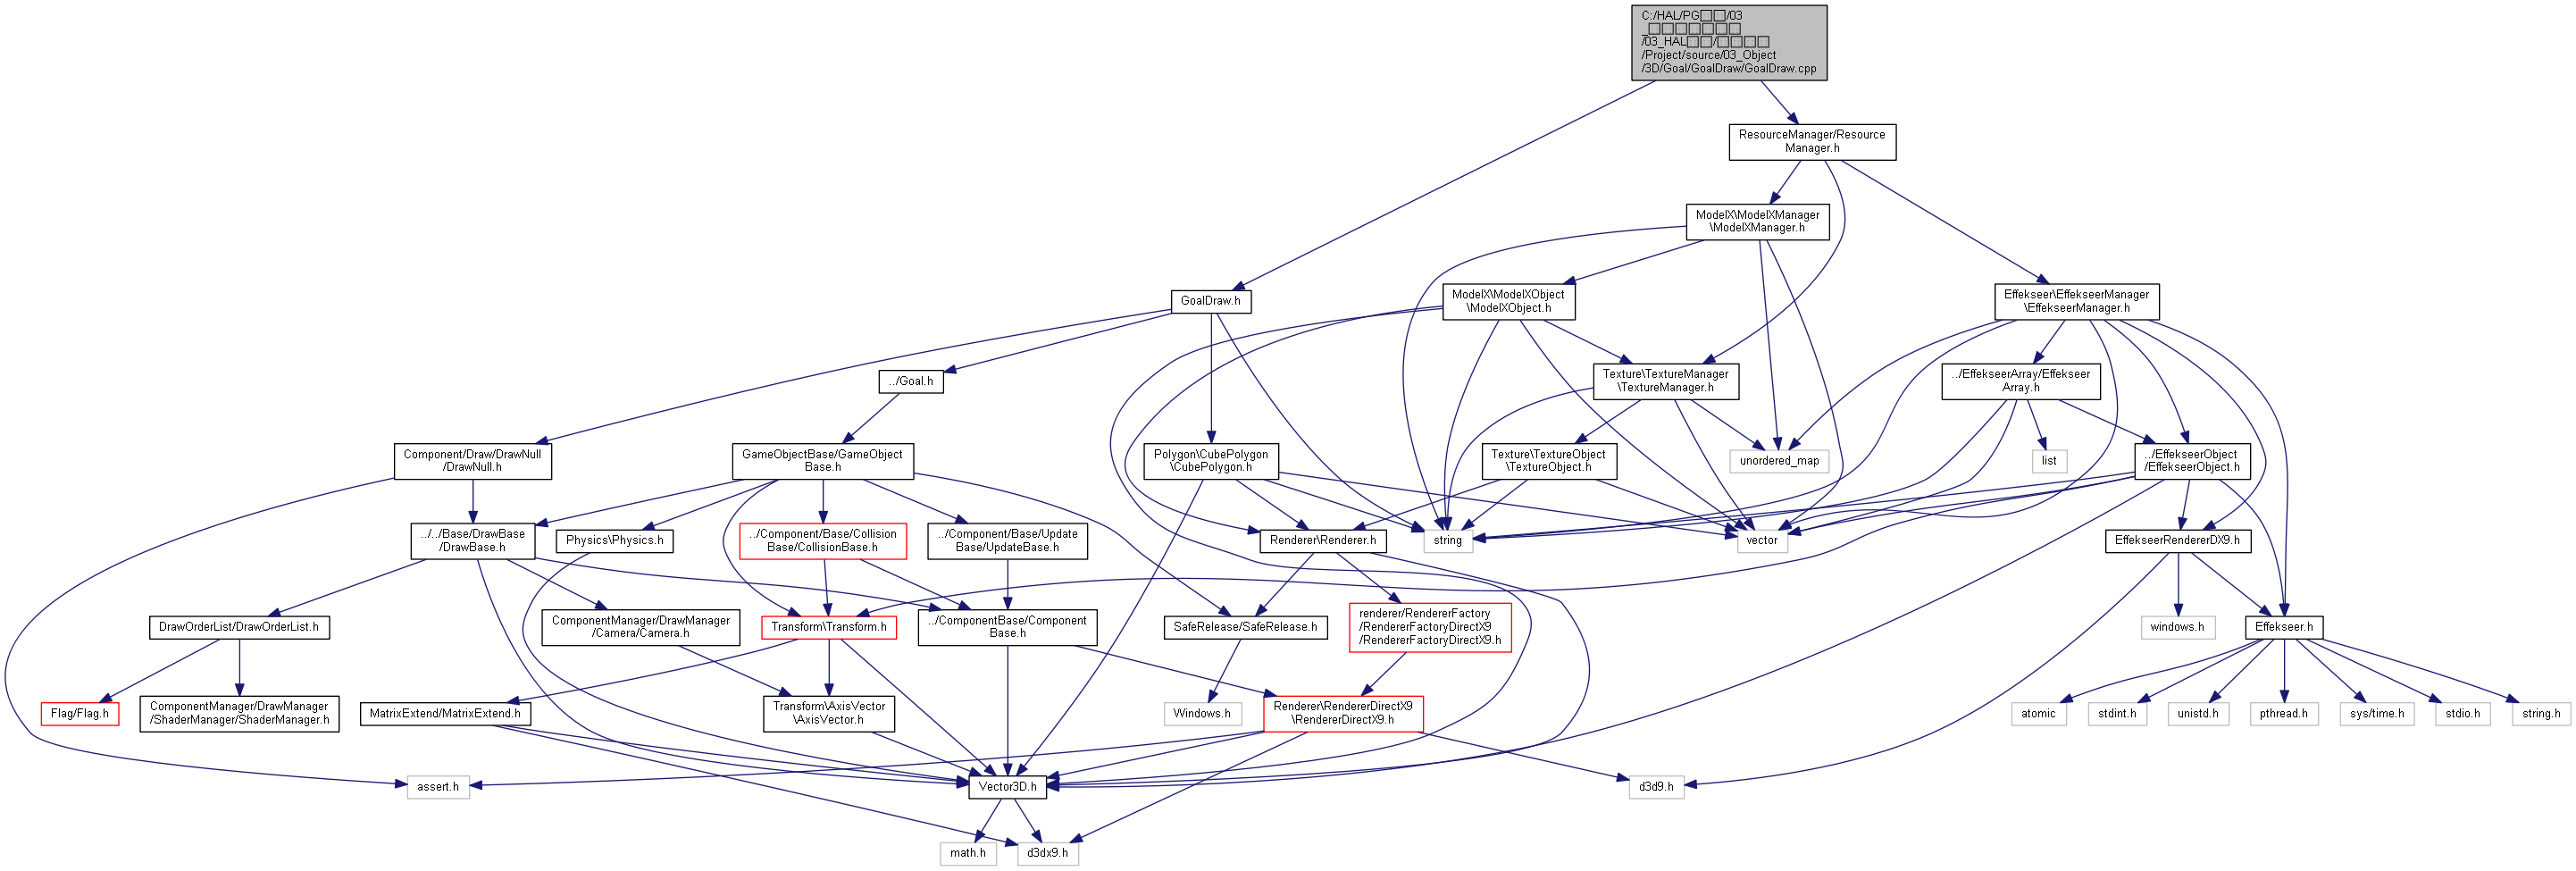 C:/HAL/PG□□/03
_□□□□□□□
/03_HAL□□/□□□□
/Project/source/03_Object
/3D/Goal/GoalDraw/GoalDraw.cpp
ResourceManager/Resource
Manager.h
ModelX\ModelXManager
\ModelXManager.h
GoalDraw.h
ModelX\ModelXObject
\ModelXObject.h
Effekseer\EffekseerManager
\EffekseerManager.h
../Goal.h
Texture\TextureManager
\TextureManager.h
../EffekseerArray/Effekseer
Array.h
Component/Draw/DrawNull
/DrawNull.h
GameObjectBase/GameObject
Base.h
Polygon\CubePolygon
\CubePolygon.h
Texture\TextureObject
\TextureObject.h
unordered_map
list
../EffekseerObject
/EffekseerObject.h
../../Base/DrawBase
/DrawBase.h
Physics\Physics.h
../Component/Base/Collision
Base/CollisionBase.h
../Component/Base/Update
Base/UpdateBase.h
Renderer\Renderer.h
string
vector
EffekseerRendererDX9.h
DrawOrderList/DrawOrderList.h
ComponentManager/DrawManager
/Camera/Camera.h
Transform\Transform.h
../ComponentBase/Component
Base.h
SafeRelease/SafeRelease.h
renderer/RendererFactory
/RendererFactoryDirectX9
/RendererFactoryDirectX9.h
windows.h
Effekseer.h
Flag/Flag.h
ComponentManager/DrawManager
/ShaderManager/ShaderManager.h
MatrixExtend/MatrixExtend.h
Transform\AxisVector
\AxisVector.h
Windows.h
Renderer\RendererDirectX9
\RendererDirectX9.h
atomic
stdint.h
unistd.h
pthread.h
sys/time.h
stdio.h
string.h
assert.h
Vector3D.h
d3d9.h
math.h
d3dx9.h